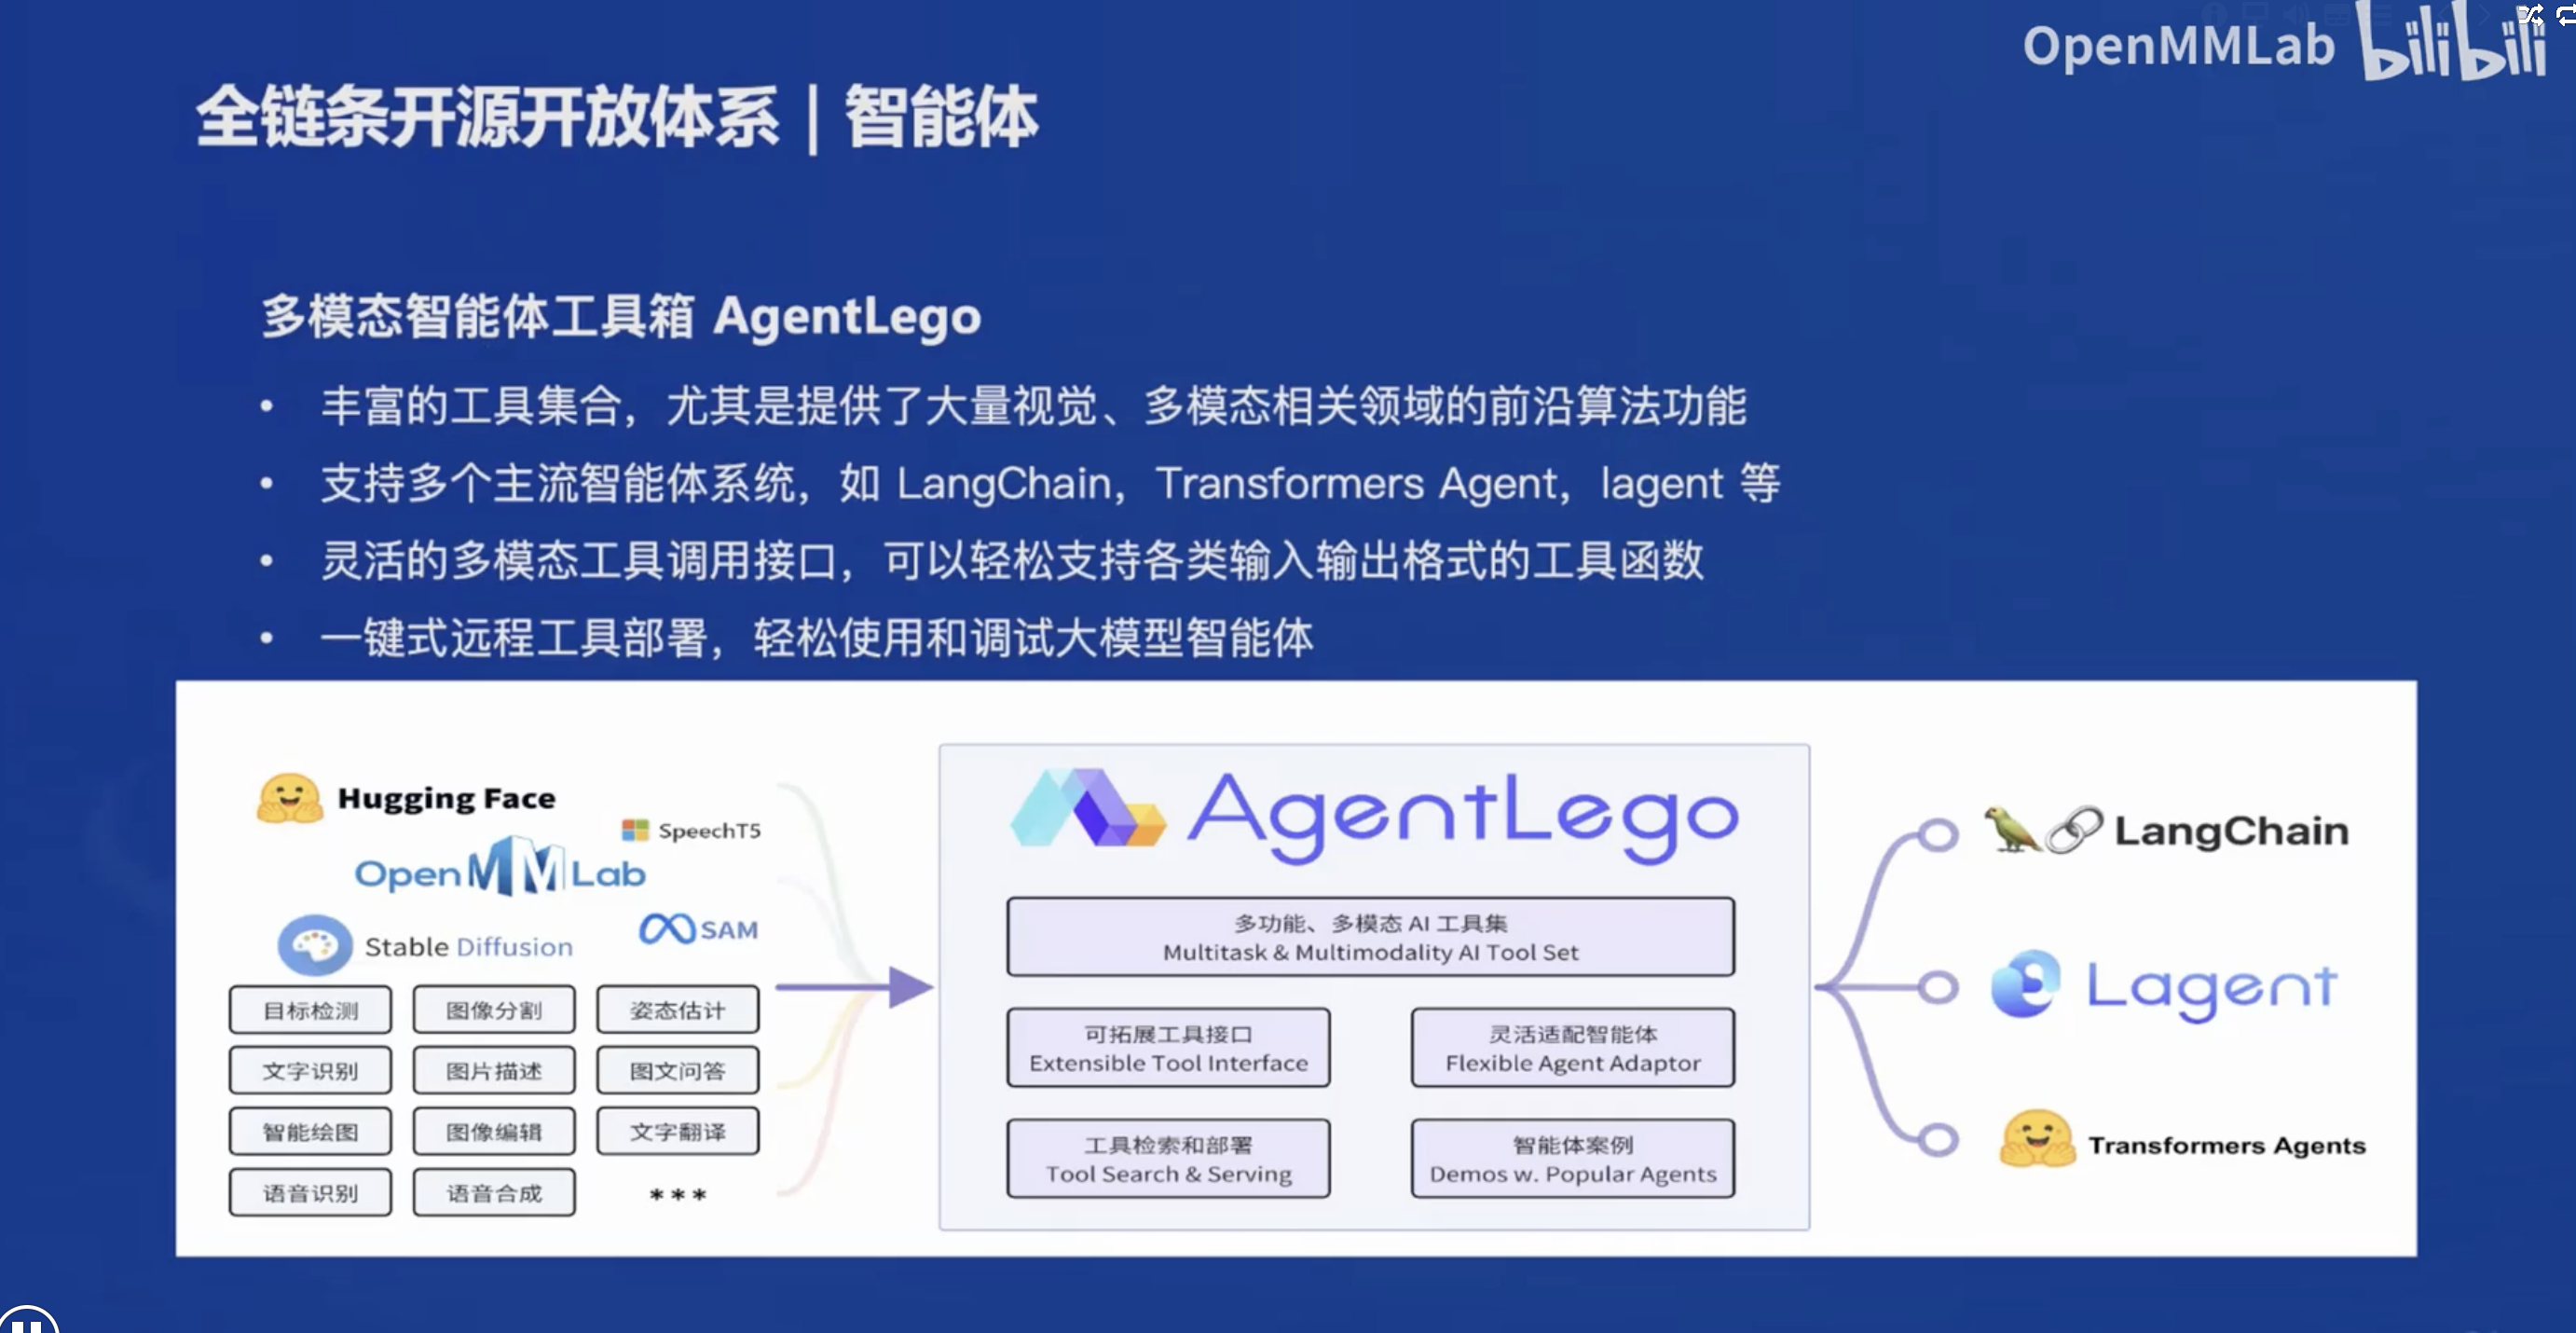 OpenMMLab bilibili
全链条开源开放体系 | 智能体
多模态智能体工具箱 AgentLego
• 丰富的工具集合，尤其是提供了大量视觉、多模态相关领域的前沿算法功能
• 支持多个主流智能体系统，如 LangChain，Transformers Agent，lagent 等
• 灵活的多模态工具调用接口，可以轻松支持各类输入输出格式的工具函数
• 一键式远程工具部署，轻松使用和调试大模型智能体
Hugging Face
SpeechT5
OpenMMLab
Stable Diffusion
SAM
目标检测 图像分割 姿态估计
文字识别 图片描述 图文问答
智能绘图 图像编辑 文字翻译
语音识别 语音合成 ***
AgentLego
多功能、多模态 AI 工具集
Multitask & Multimodality AI Tool Set
可拓展工具接口
Extensible Tool Interface
灵活适配智能体
Flexible Agent Adaptor
工具检索和部署
Tool Search & Serving
智能体案例
Demos w. Popular Agents
LangChain
Lagent
Transformers Agents